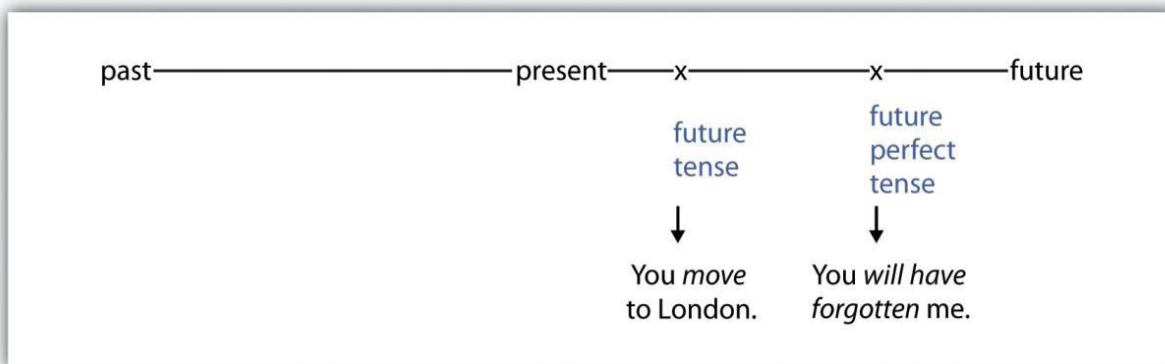 past present x x future
future
tense
future
perfect
tense
You move
to London.
You will have
forgotten me.